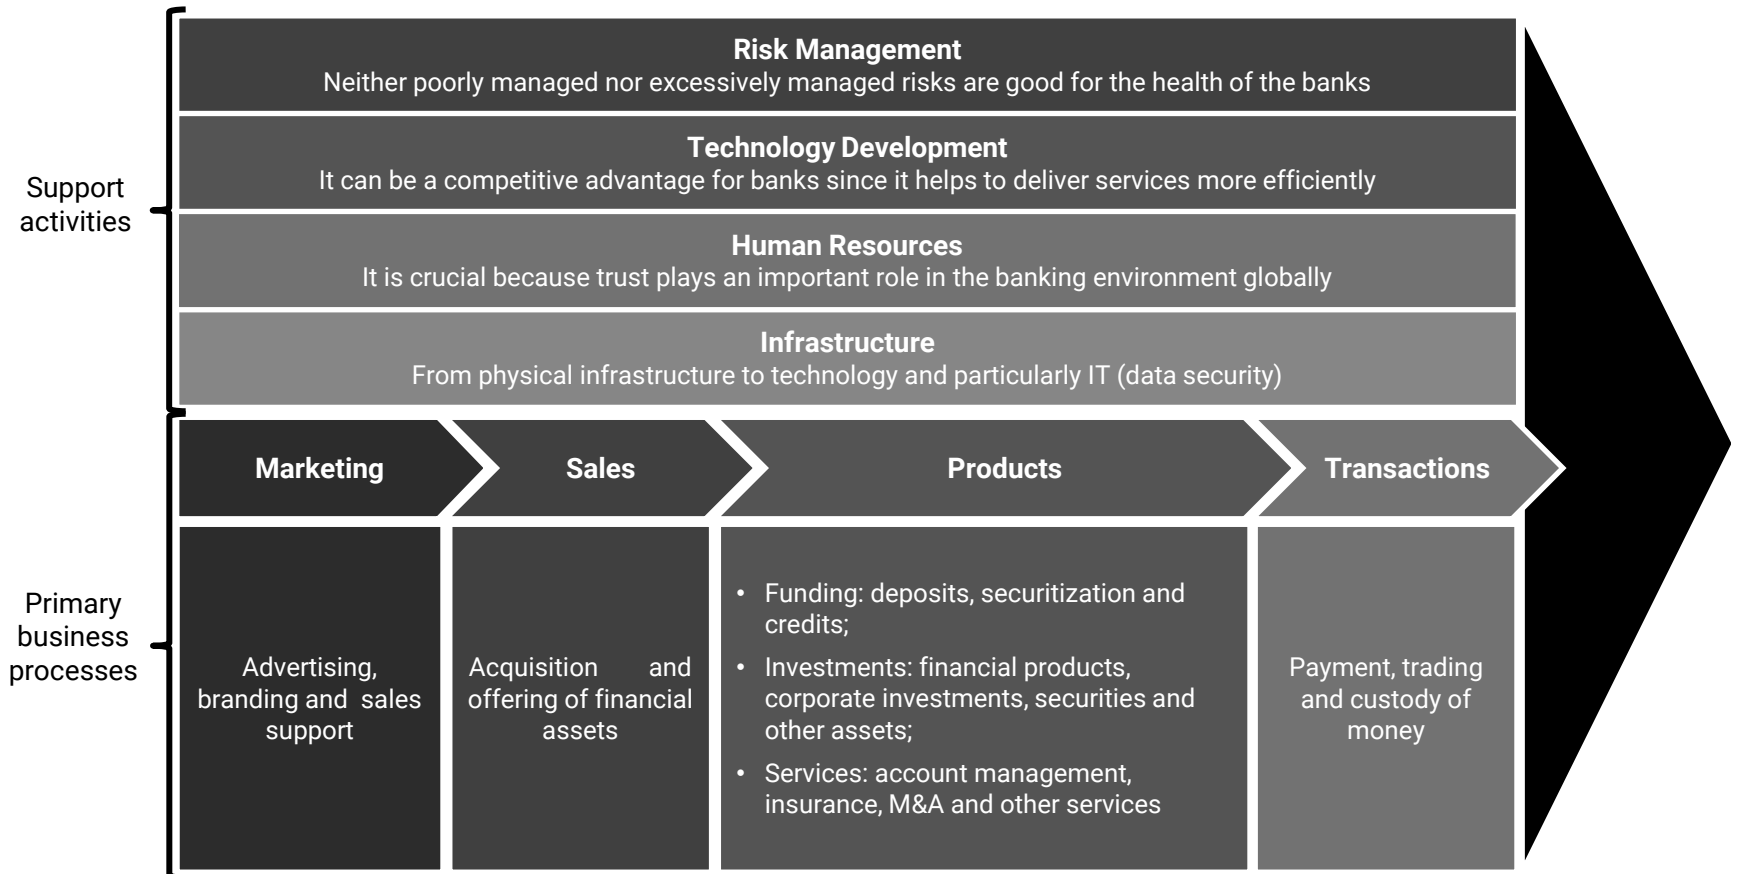 Risk Management
Neither poorly managed nor excessively managed risks are good for the health of the banks
Technology Development
It can be a competitive advantage for banks since it helps to deliver services more efficiently
Support
activities
Human Resources
It is crucial because trust plays an important role in the banking environment globally
Infrastructure
From physical infrastructure to technology and particularly IT (data security)
Marketing
Sales
Products
Transactions
Primary
business
processes
Advertising,
branding and sales
support
Acquisition and
offering of financial
assets
• Funding: deposits, securitization and
credits;
• Investments: financial products,
corporate investments, securities and
other assets;
• Services: account management,
insurance, M&A and other services
Payment, trading
and custody of
money